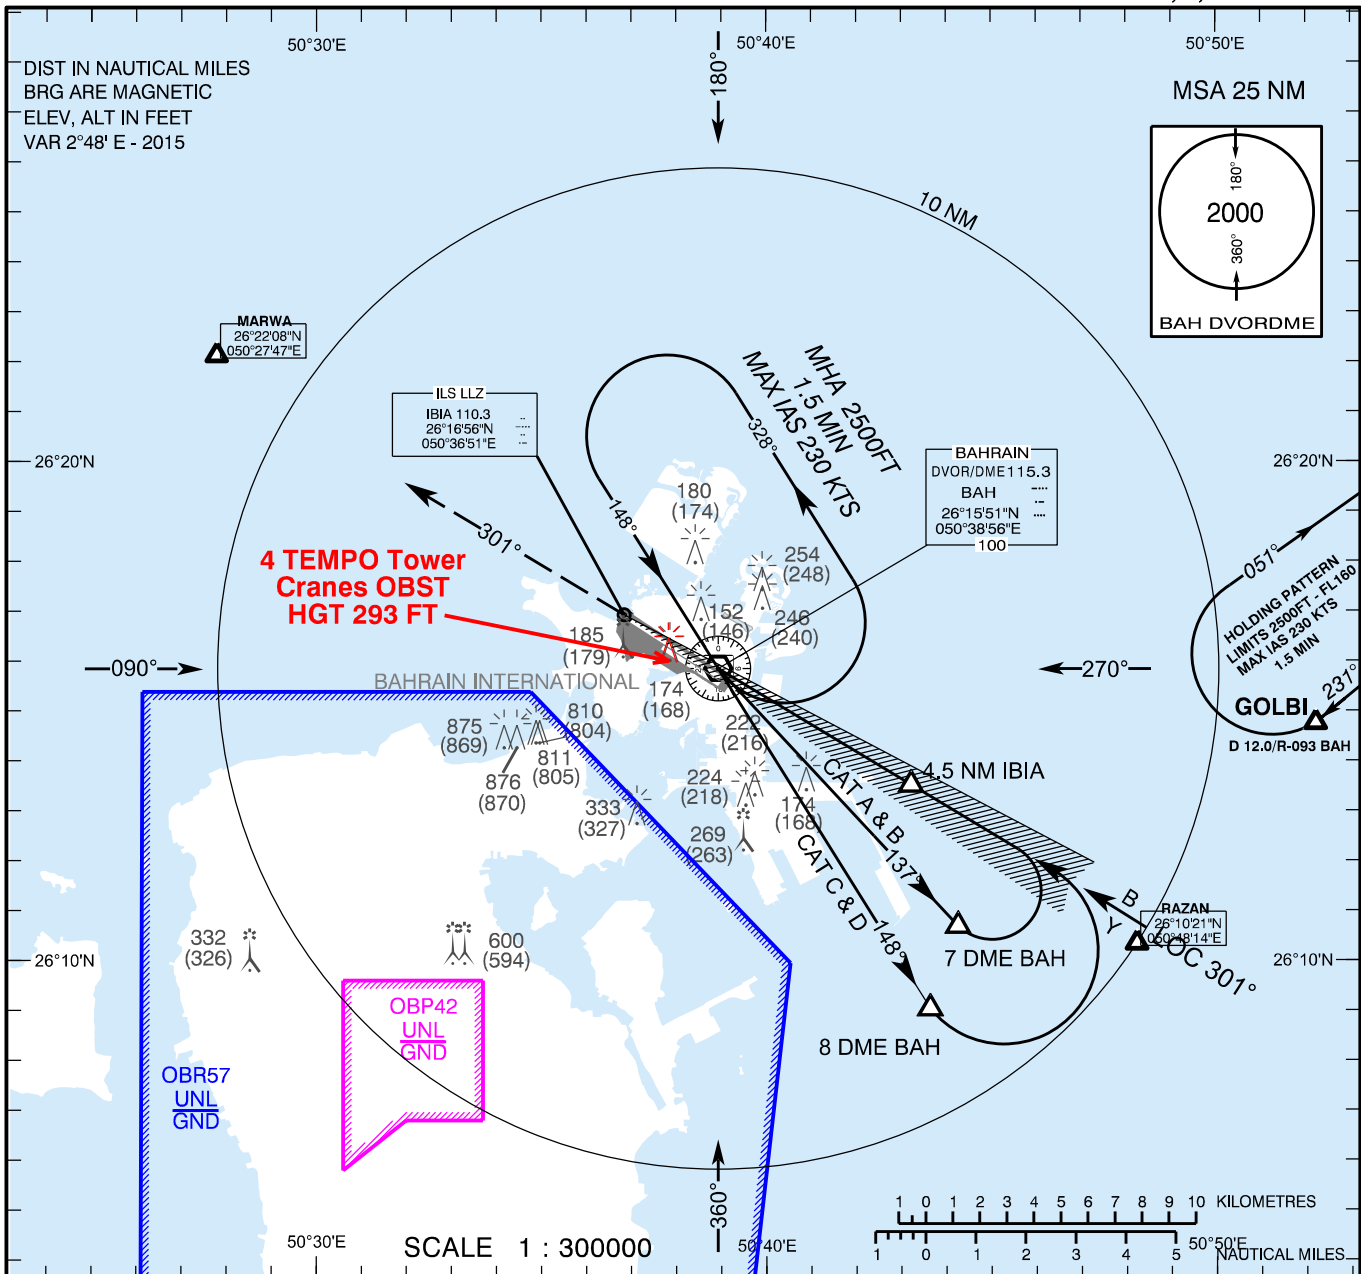 50°30'E
50°40'E
50°50'E
DIST IN NAUTICAL MILES
BRG ARE MAGNETIC
ELEV, ALT IN FEET
VAR 2°48' E - 2015
180°
MSA 25 NM
180°
2000
360°
BAH DVORDME
10 NM
MARWA
26°22'08"N
050°27'47"E
ILS LLZ
IBIA 110.3
26°16'56"N
050°36'51"E
MHA 2500FT
1.5 MIN
MAX IAS 230 KTS
328°
148°
BAHRAIN
DVOR/DME 115.3
BAH
26°15'51"N
050°38'56"E
100
26°20'N
26°20'N
301°
180
(174)
254
(248)
246
(240)
152
(146)
4 TEMPO Tower
Cranes OBST
HGT 293 FT
185
(179)
174
(168)
BAHRAIN INTERNATIONAL
090°
270°
051°
HOLDING PATTERN
LIMITS 2500FT - FL160
MAX IAS 230 KTS
1.5 MIN
231°
GOLBI
D 12.0/R-093 BAH
875
(869)
810
(804)
811
(805)
876
(870)
333
(327)
222
(216)
224
(218)
174
(168)
269
(263)
4.5 NM IBIA
CAT A & B
137°
CAT C & D
148°
B
Y
RAZAN
26°10'21"N
050°48'14"E
LOC 301°
7 DME BAH
8 DME BAH
332
(326)
600
(594)
26°10'N
26°10'N
OBP42
UNL
GND
OBR57
UNL
GND
360°
1 0 1 2 3 4 5 6 7 8 9 10 KILOMETRES
1 0 1 2 3 4 5 NAUTICAL MILES
50°30'E
SCALE 1 : 300000
50°40'E
50°50'E